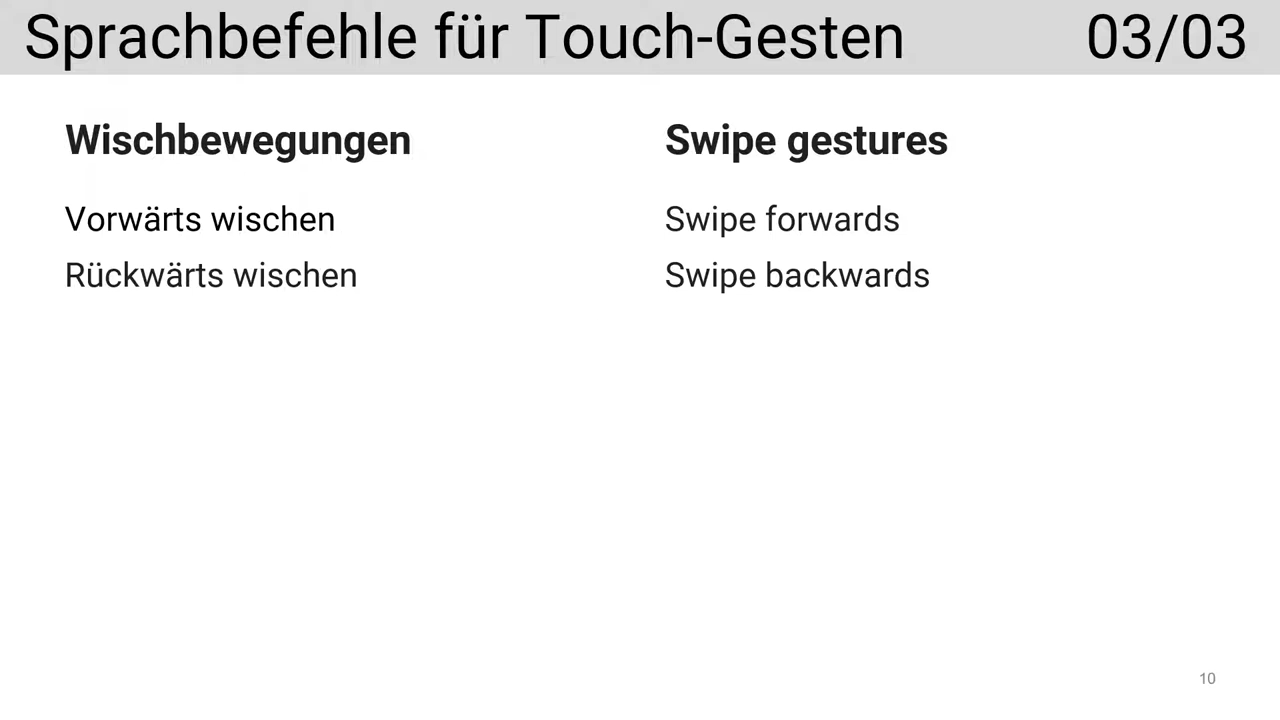 Sprachbefehle für Touch-Gesten 03/03
Wischbewegungen
Vorwärts wischen
Rückwärts wischen
Swipe gestures
Swipe forwards
Swipe backwards
10